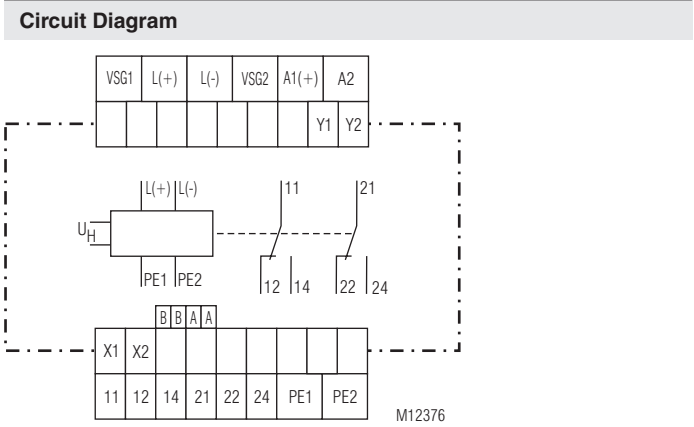 Circuit Diagram
VSG1 L(+) L(-) VSG2 A1(+) A2
Y1 Y2
L(+) L(-) 11 21
UH
PE1 PE2 12 14 22 24
B B A A
X1 X2
11 12 14 21 22 24 PE1 PE2
M12376